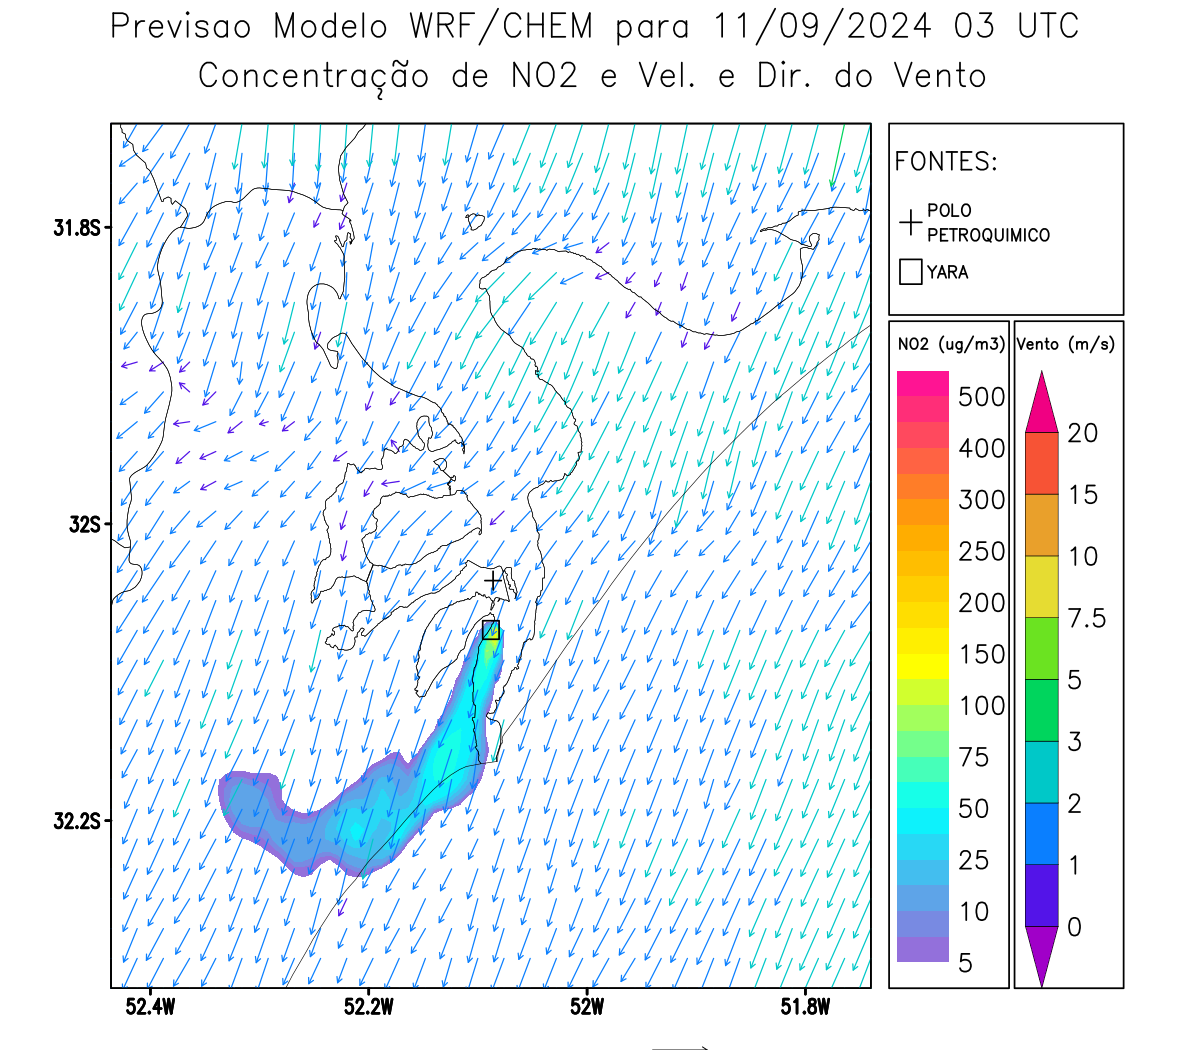 Previsao Modelo WRF/CHEM para 11/09/2024 03 UTC
Concentração de NO2 e Vel. e Dir. do Vento
FONTES:
POLO
PETROQUIMICO
YARA
31.8S
32S
32.2S
52.4W
52.2W
52W
51.8W
NO2 (ug/m3)
500
400
300
250
200
150
100
75
50
25
10
5
Vento (m/s)
20
15
10
7.5
5
3
2
1
0